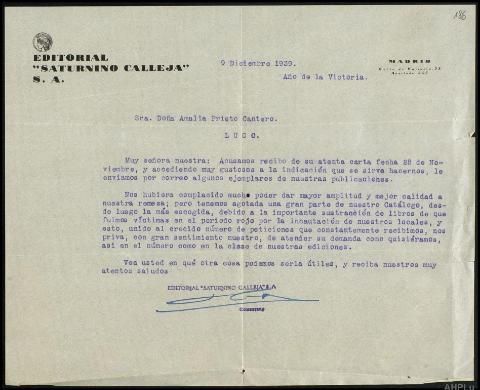 186
EDITORIAL
"SATURNINO CALLEJA"
S. A.
MADRID
9 Diciembre 1939.
Año de la Victoria.
Sra. Doña Amalia Prieto Cantero.
LUGO.
Muy señora nuestra: Acusamos recibo de su atenta carta fecha 28 de No-
viembre, y accediendo muy gustosos a la indicación que se sirve hacernos, le
enviamos por correo algunos ejemplares de nuestras publicaciones.
Nos hubiera complacido mucho poder dar mayor amplitud y mejor calidad a
nuestra remesa; pero tenemos agotada una gran parte de nuestro Catálogo, des-
de luego la más escogida, debido a la importante sustracción de libros de que
fuimos víctimas en el período rojo por incautación de nuestros locales, y
esto, unido al crecido número de peticiones que constantemente recibimos, nos
priva, con gran sentimiento nuestro, de atender su demanda como quisiéramos,
así en el número como en la clase de nuestras ediciones.
Vea usted en qué otra cosa podemos serla útiles, y reciba nuestros muy
atentos saludos
EDITORIAL "SATURNINO CALLEJA" S.A
AHPLu